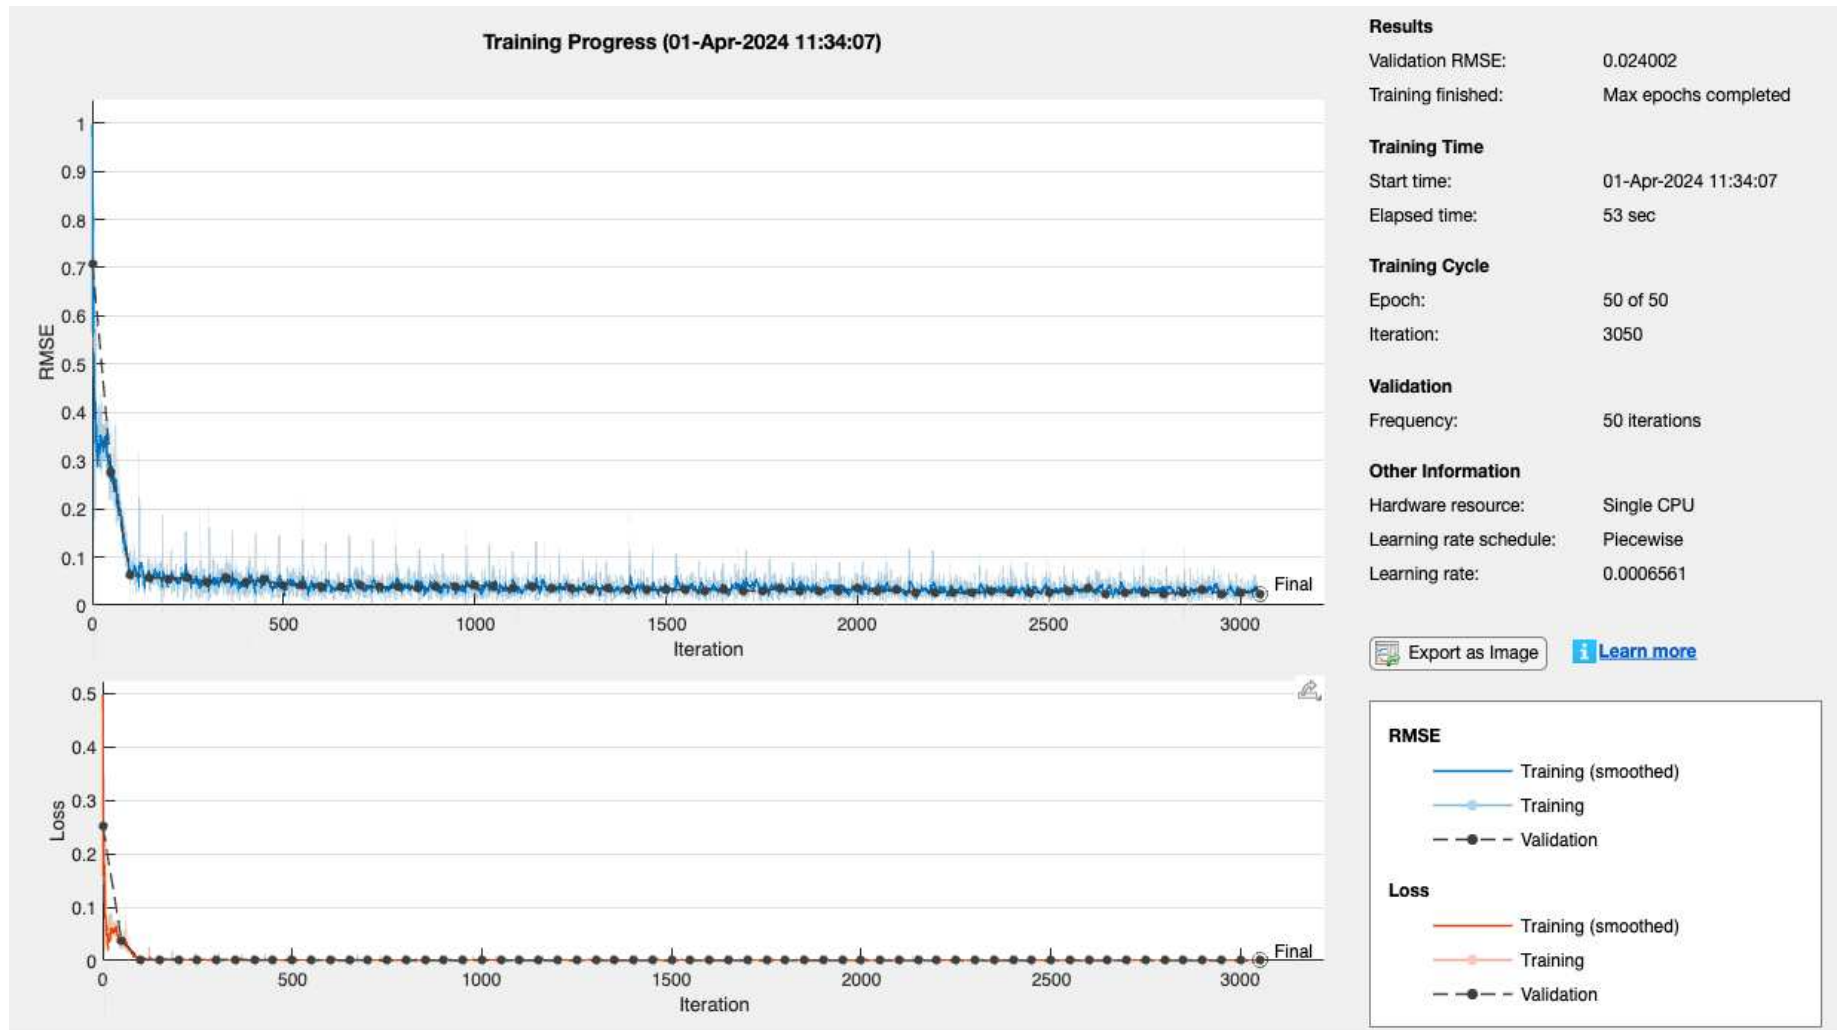 Training Progress (01-Apr-2024 11:34:07)
1
0.9
0.8
0.7
0.6
0.5
0.4
0.3
0.2
0.1
0
RMSE
0 500 1000 1500 2000 2500 3000
Iteration
Final
0.5
0.4
0.3
0.2
0.1
0
Loss
0 500 1000 1500 2000 2500 3000
Iteration
Final
Results
Validation RMSE: 0.024002
Training finished: Max epochs completed
Training Time
Start time: 01-Apr-2024 11:34:07
Elapsed time: 53 sec
Training Cycle
Epoch: 50 of 50
Iteration: 3050
Validation
Frequency: 50 iterations
Other Information
Hardware resource: Single CPU
Learning rate schedule: Piecewise
Learning rate: 0.0006561
Export as Image i Learn more
RMSE
Training (smoothed)
Training
Validation
Loss
Training (smoothed)
Training
Validation